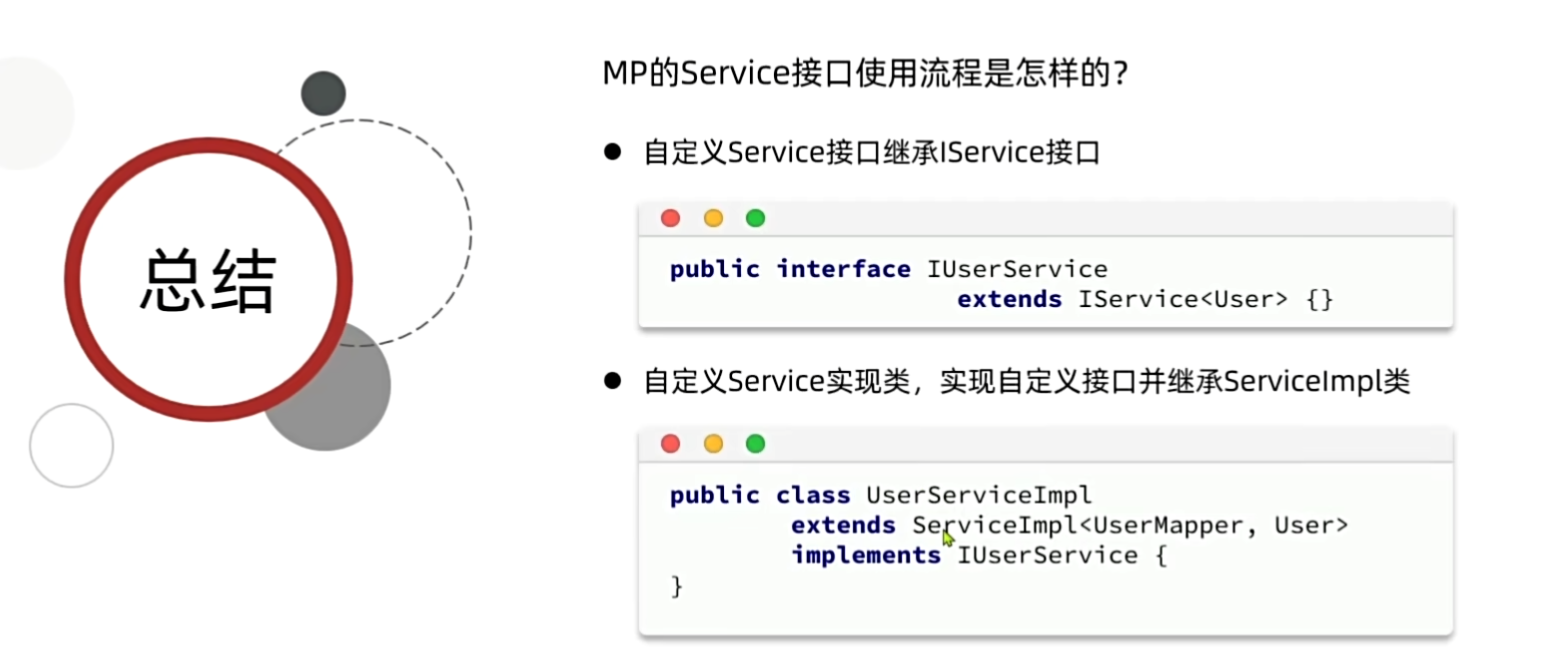 总结
MP的Service接口使用流程是怎样的？
● 自定义Service接口继承IService接口
public interface IUserService
extends IService<User> {}
● 自定义Service实现类，实现自定义接口并继承ServiceImpl类
public class UserServiceImpl
extends ServiceImpl<UserMapper, User>
implements IUserService {
}